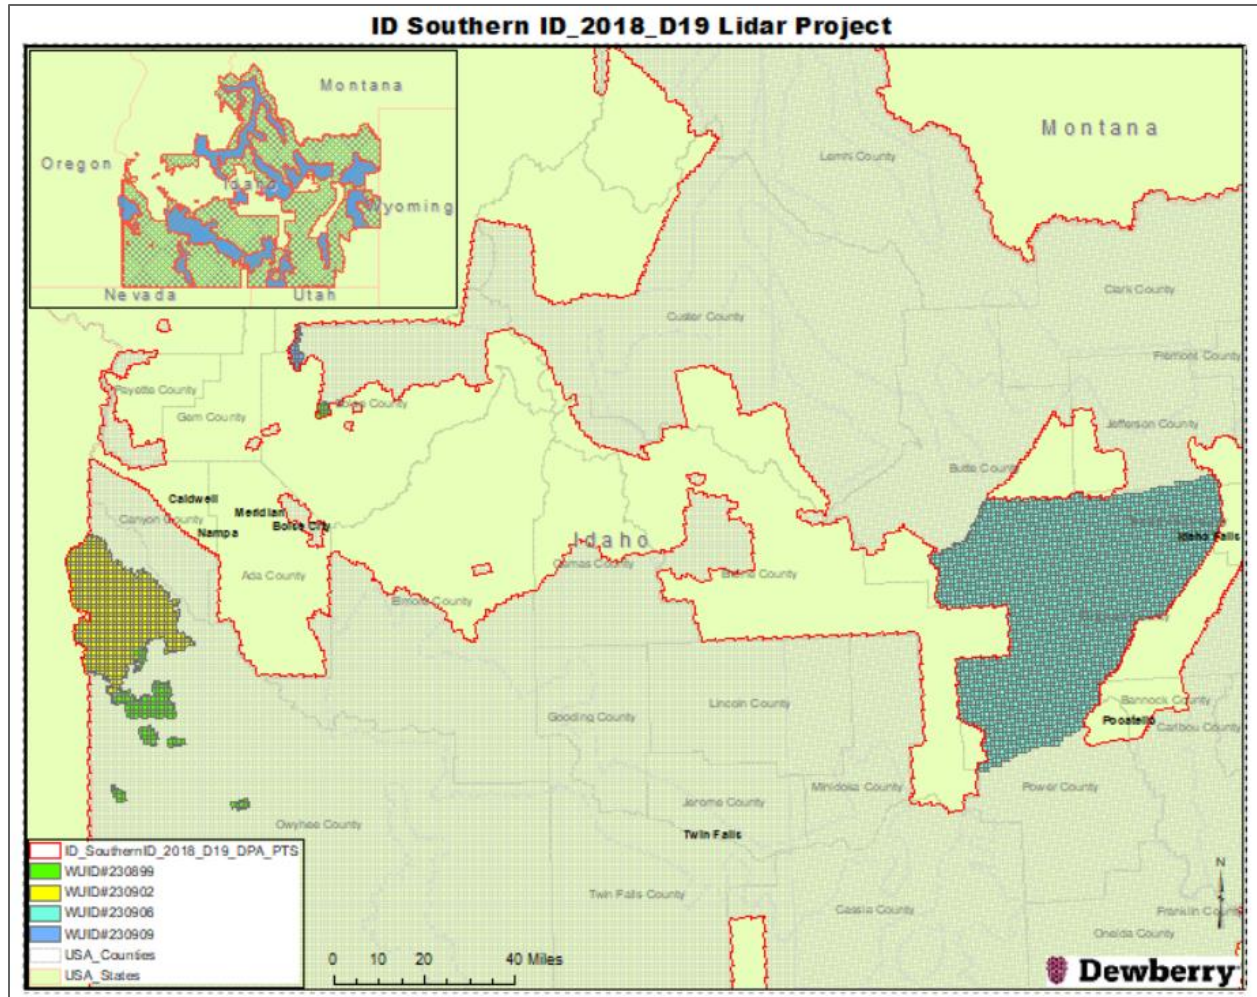 ID Southern ID_2018_D19 Lidar Project
Montana
Oregon
Idaho
Wyoming
Nevada
Utah
Montana
Lemhi County
Clark County
Custer County
Fremont County
Payette County
Boise County
Gem County
Jefferson County
Butte County
Caldwell
Canyon County
Meridian
Boise City
Nampa
Idaho
Idaho Falls
Camas County
Blaine County
Ada County
Elmore County
Bannock County
Lincoln County
Gooding County
Pocatello
Caribou County
Minidoka County
Power County
Jerome County
Owyhee County
Twin Falls
Twin Falls County
Cassia County
Franklin County
Oneida County
N
ID_SouthernID_2018_D19_DPA_PTS
WUID#230899
WUID#230902
WUID#230906
WUID#230909
USA_Counties
USA_States
0 10 20 40 Miles
Dewberry